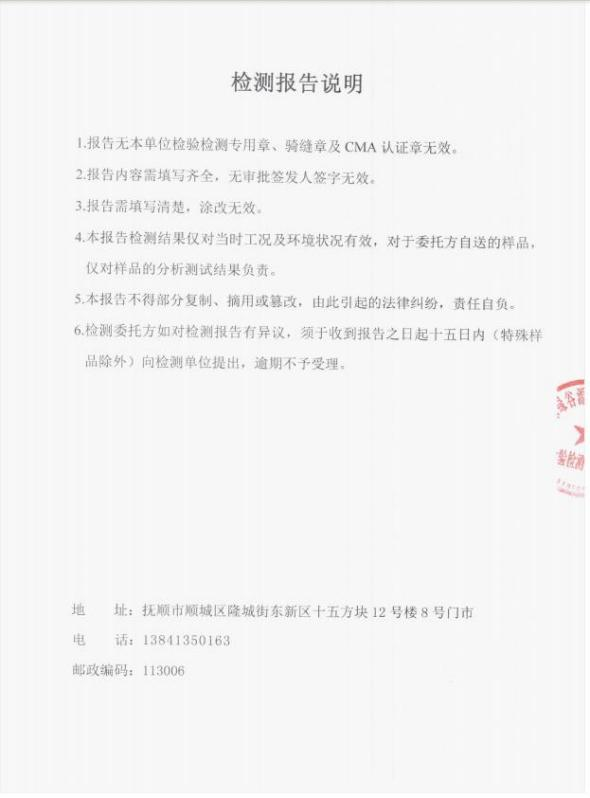 检测报告说明
1.报告无本单位检验检测专用章、骑缝章及 CMA 认证章无效。
2.报告内容需填写齐全，无审批签发人签字无效。
3.报告需填写清楚，涂改无效。
4.本报告检测结果仅对当时工况及环境状况有效，对于委托方自送的样品，
仅对样品的分析测试结果负责。
5.本报告不得部分复制、摘用或篡改，由此引起的法律纠纷，责任自负。
6.检测委托方如对检测报告有异议，须于收到报告之日起十五日内（特殊样
品除外）向检测单位提出，逾期不予受理。
验检测
地 址：抚顺市顺城区隆城街东新区十五方块 12 号楼 8 号门市
电 话：13841350163
邮政编码：113006